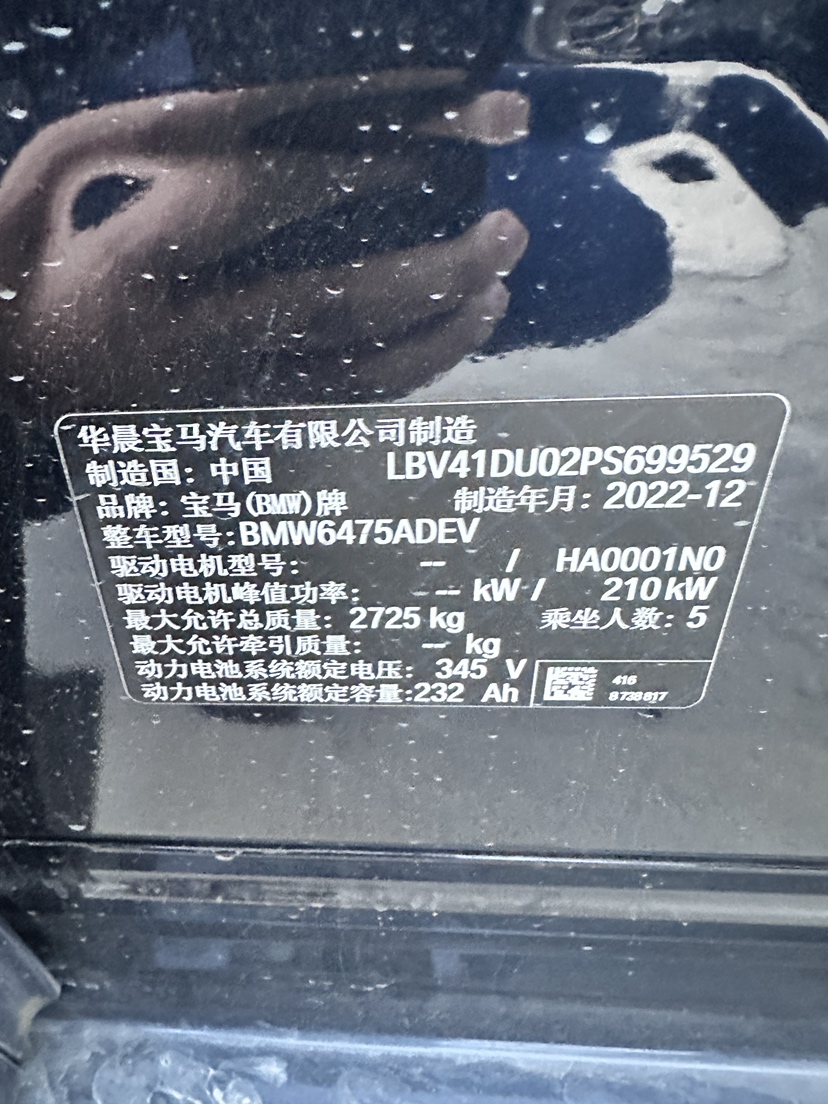 华晨宝马汽车有限公司制造
制造国: 中国 LBV41DU02PS699529
品牌: 宝马(BMW)牌 制造年月: 2022-12
整车型号:BMW6475ADEV
驱动电机型号: -- / HA0001N0
驱动电机峰值功率: -- kW / 210 kW
最大允许总质量: 2725 kg 乘坐人数: 5
最大允许牵引质量: -- kg
动力电池系统额定电压: 345 V
动力电池系统额定容量:232 Ah
416
8738617